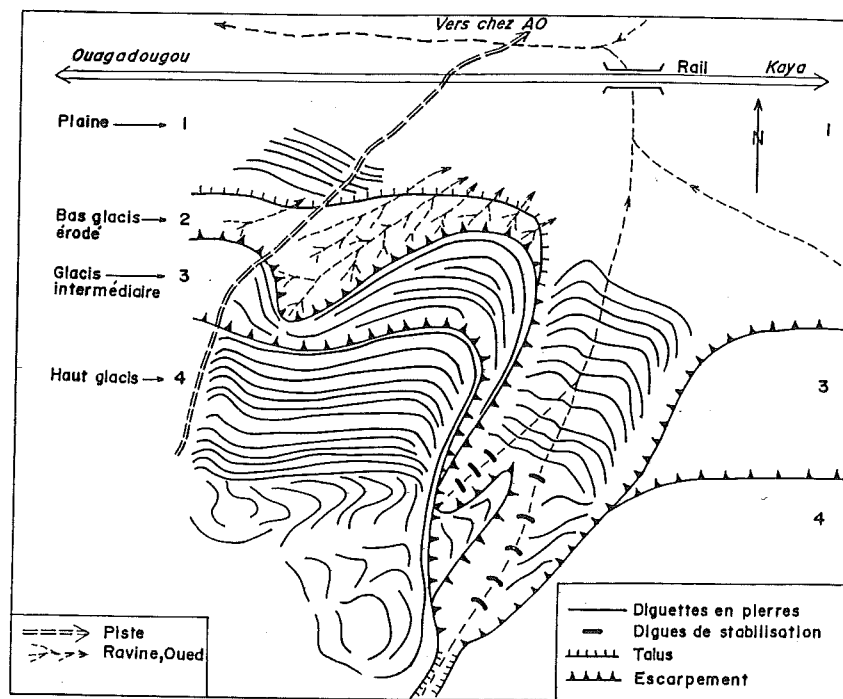 Vers chez AO
Ouagadougou
Rail
Kaya
Plaine 1
N
1
Bas glacis 2
érodé
Glacis 3
intermédiaire
Haut glacis 4
3
4
Piste
Ravine, Oued
Diguettes en pierres
Digues de stabilisation
Talus
Escarpement